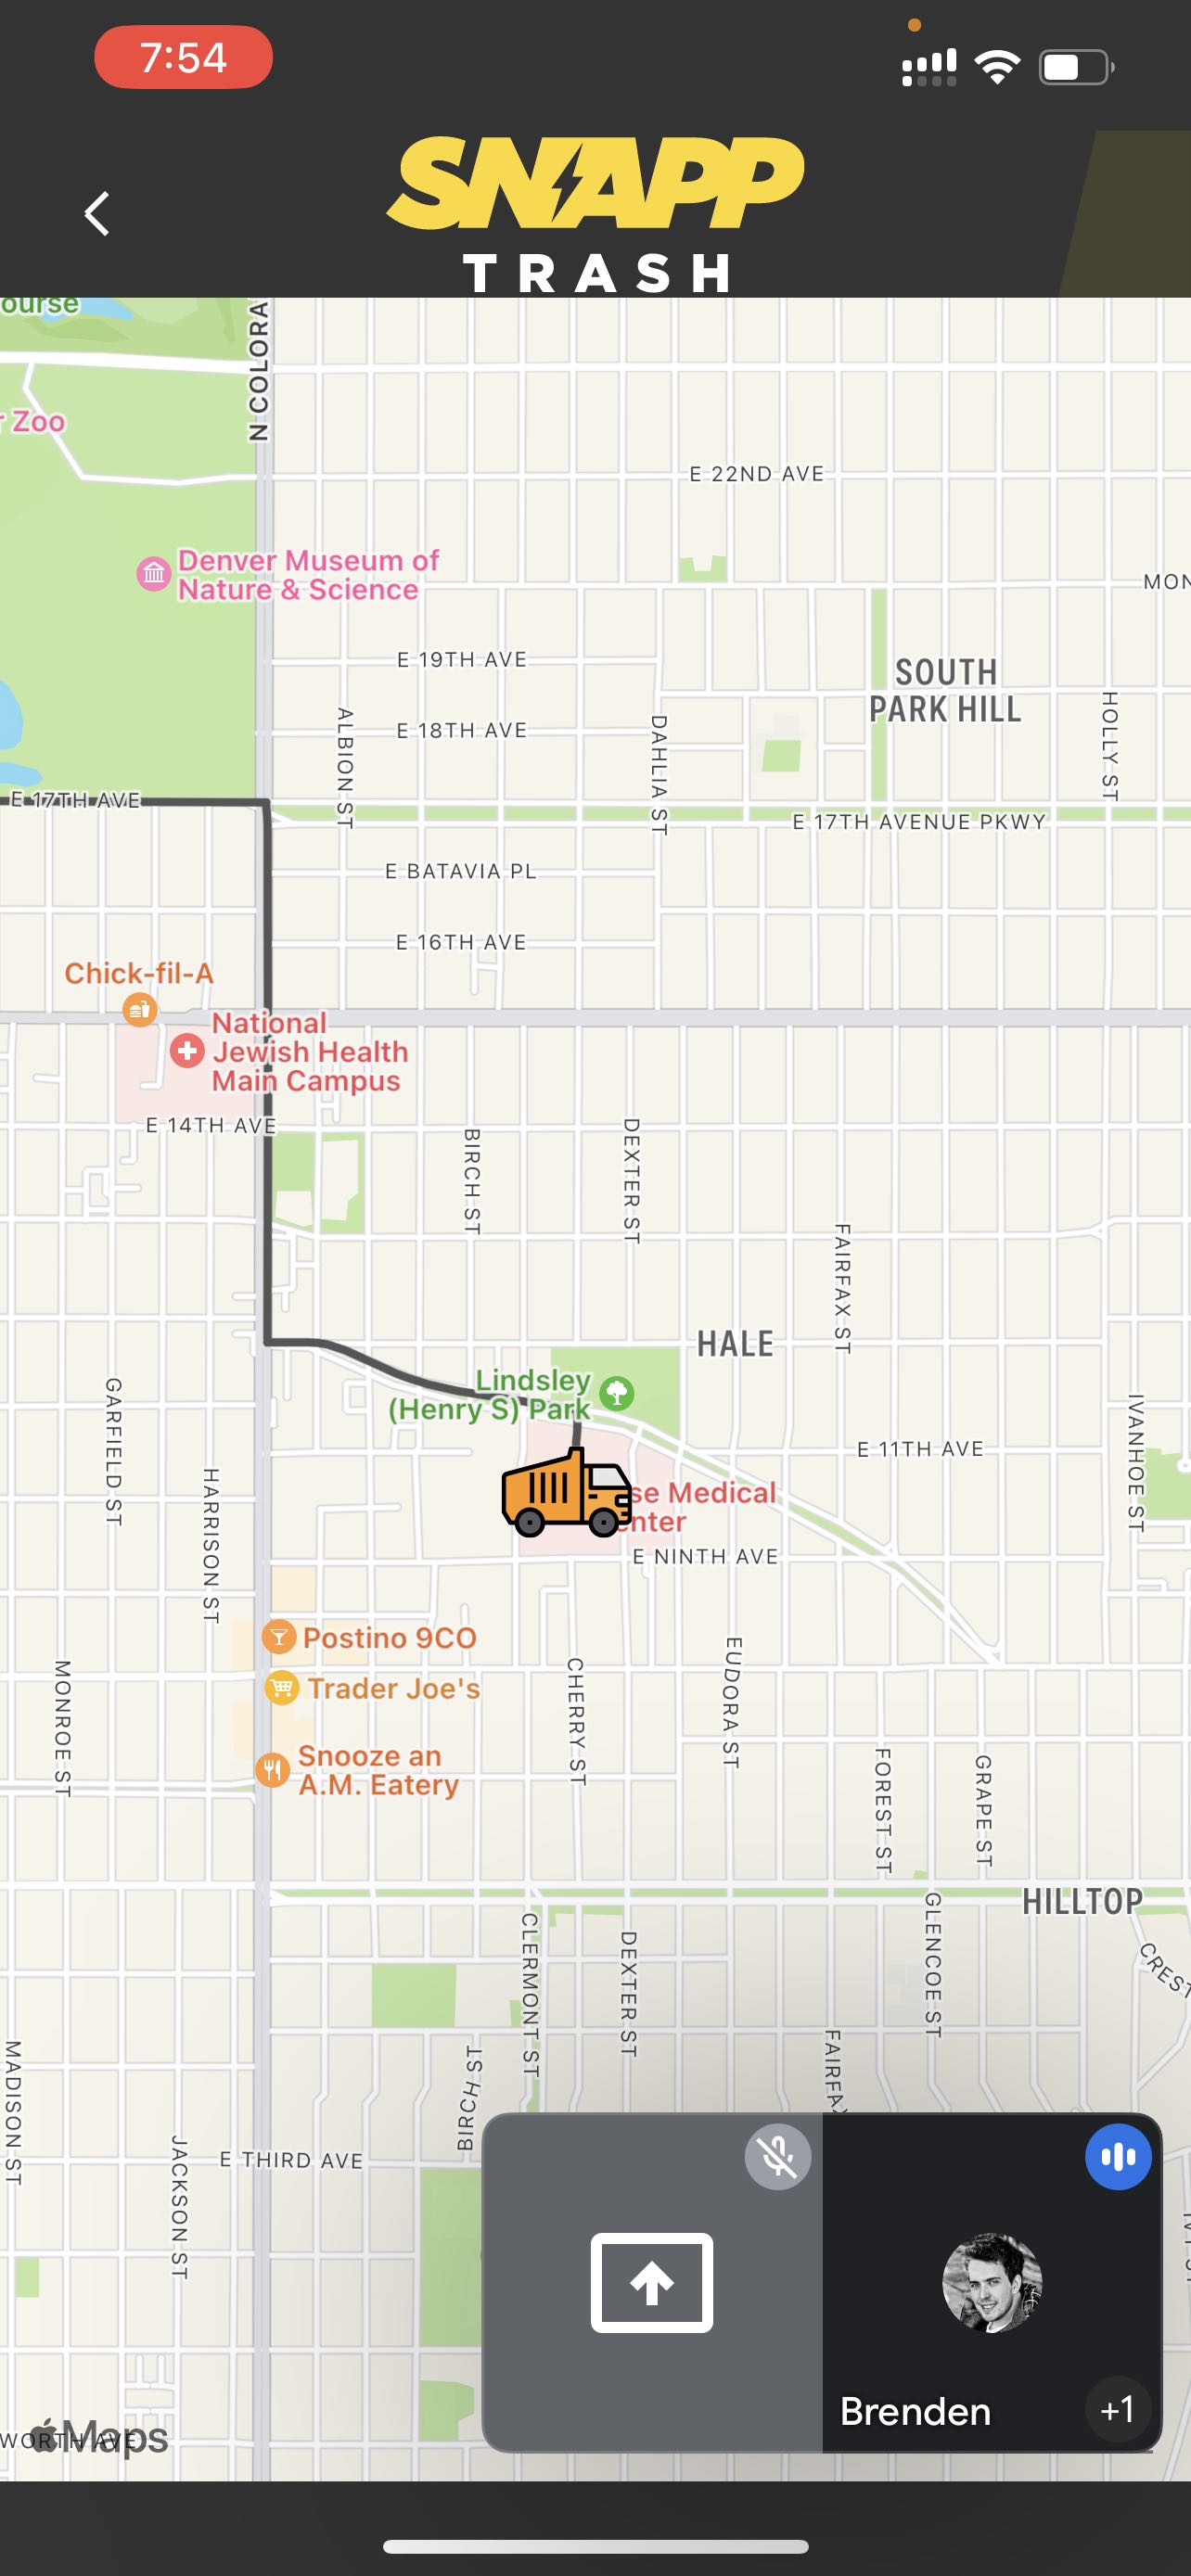 7:54
SNAPP
TRASH
ourse
N COLORA
r Zoo
E 22ND AVE
Denver Museum of
Nature & Science
MON
E 19TH AVE
SOUTH
PARK HILL
HOLLY ST
ALBION ST
E 18TH AVE
DAHLIA ST
E 17TH AVE
E 17TH AVENUE PKWY
E BATAVIA PL
E 16TH AVE
Chick-fil-A
National
Jewish Health
Main Campus
E 14TH AVE
BIRCH ST
DEXTER ST
FAIRFAX ST
HALE
Lindsley
(Henry S) Park
GARFIELD ST
IVANHOE ST
E 11TH AVE
HARRISON ST
se Medical
enter
E NINTH AVE
Postino 9CO
Trader Joe's
MONROE ST
CHERRY ST
EUDORA ST
Snooze an
A.M. Eatery
FOREST ST
GRAPE ST
HILLTOP
GLENCOE ST
CLERMONT ST
DEXTER ST
CREST
MADISON ST
BIRCH ST
FAIRFAX
JACKSON ST
E THIRD AVE
Brenden
+1
WORTH AVE
Maps